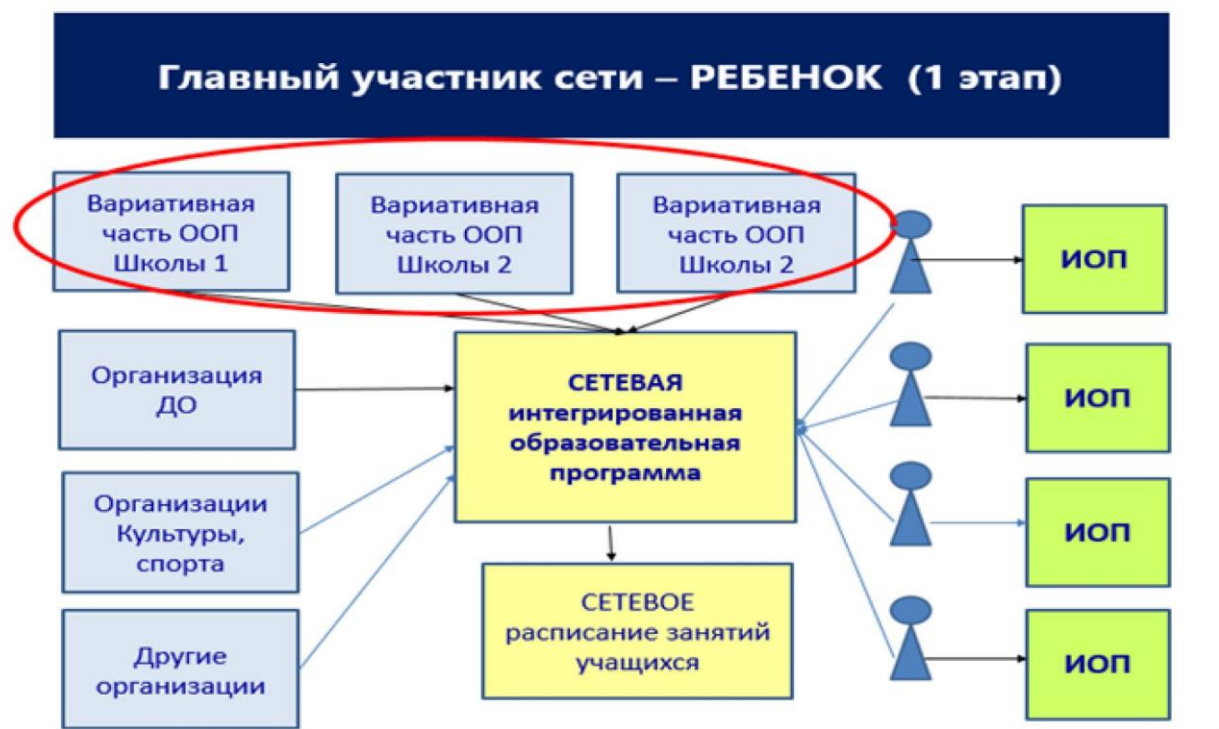 Главный участник сети – РЕБЕНОК (1 этап)
Вариативная
часть ООП
Школы 1
Вариативная
часть ООП
Школы 2
Вариативная
часть ООП
Школы 2
ИОП
Организация
ДО
СЕТЕВАЯ
интегрированная
образовательная
программа
ИОП
Организации
Культуры,
спорта
ИОП
СЕТЕВОЕ
расписание занятий
учащихся
Другие
организации
ИОП